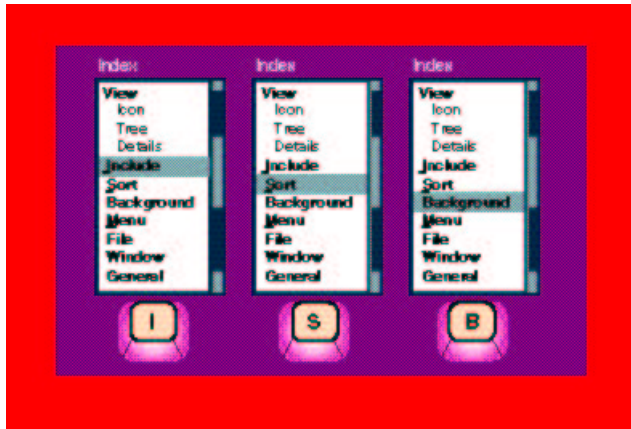 Index
View
Icon
Tree
Details
Include
Sort
Background
Menu
File
Window
General
I
Index
View
Icon
Tree
Details
Include
Sort
Background
Menu
File
Window
General
S
Index
View
Icon
Tree
Details
Include
Sort
Background
Menu
File
Window
General
B